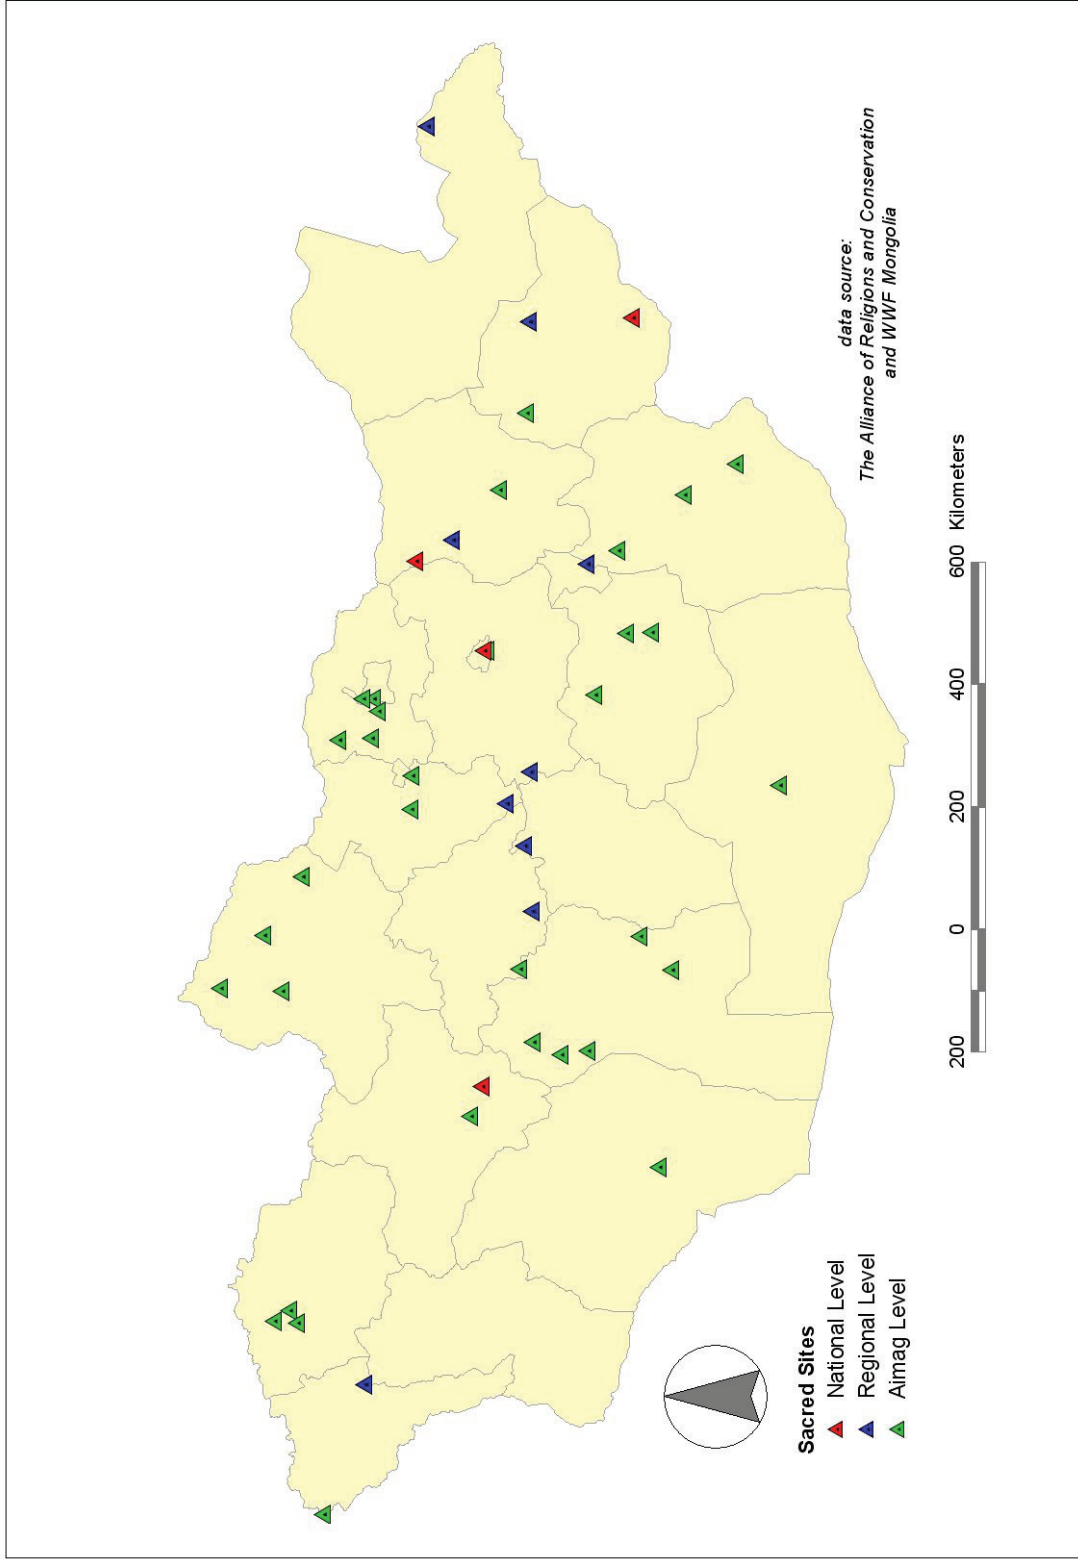 data source:
The Alliance of Religions and Conservation
and WWF Mongolia
Sacred Sites
National Level
Regional Level
Aimag Level
200 0 200 400 600 Kilometers